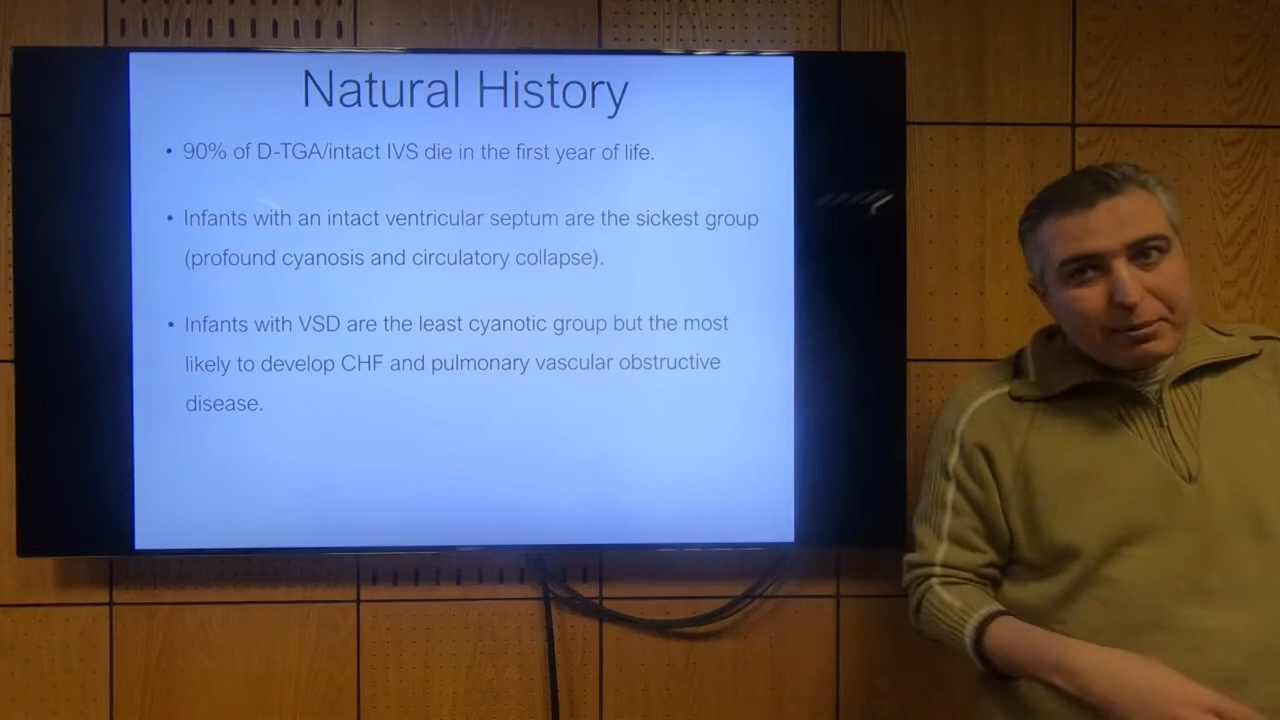 Natural History
• 90% of D-TGA/intact IVS die in the first year of life.
• Infants with an intact ventricular septum are the sickest group
(profound cyanosis and circulatory collapse).
• Infants with VSD are the least cyanotic group but the most
likely to develop CHF and pulmonary vascular obstructive
disease.